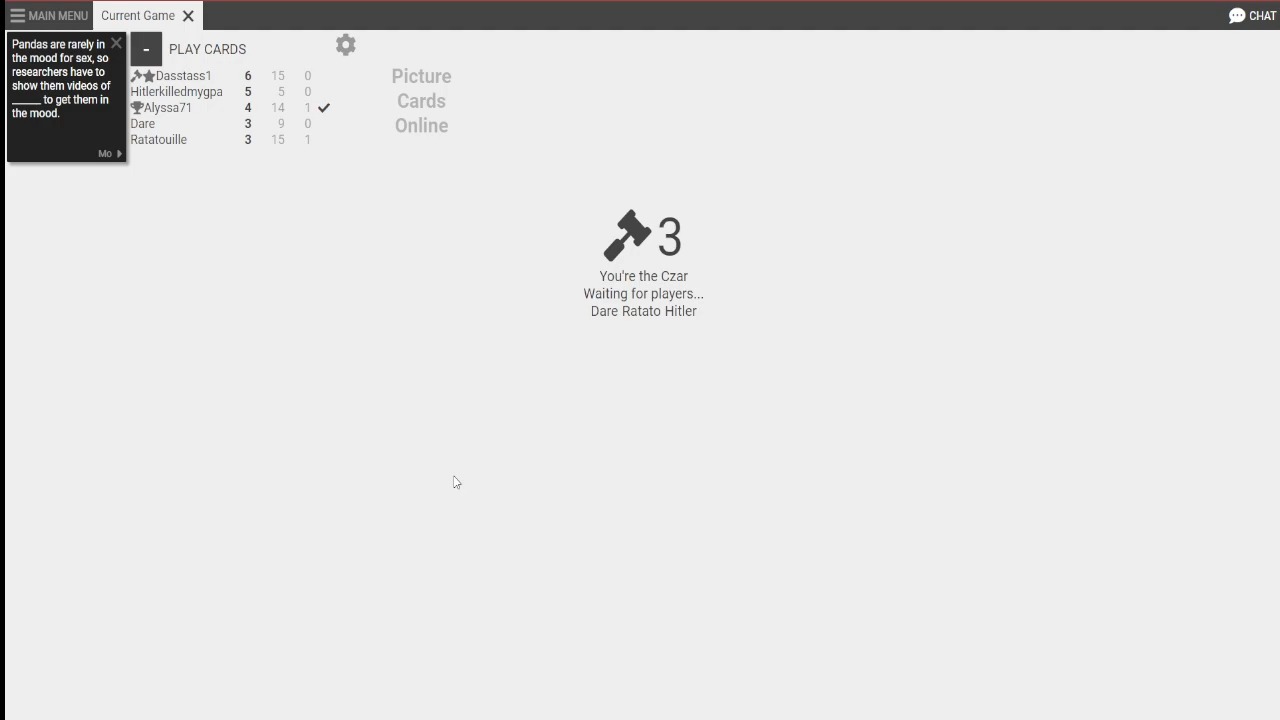 MAIN MENU
Current Game
CHAT
Pandas are rarely in
the mood for sex, so
researchers have to
show them videos of
______ to get them in
the mood.
Mo
- PLAY CARDS
Dasstass1 6 15 0
Hitlerkilledmygpa 5 5 0
Alyssa71 4 14 1
Dare 3 9 0
Ratatouille 3 15 1
Picture
Cards
Online
3
You're the Czar
Waiting for players...
Dare Ratato Hitler